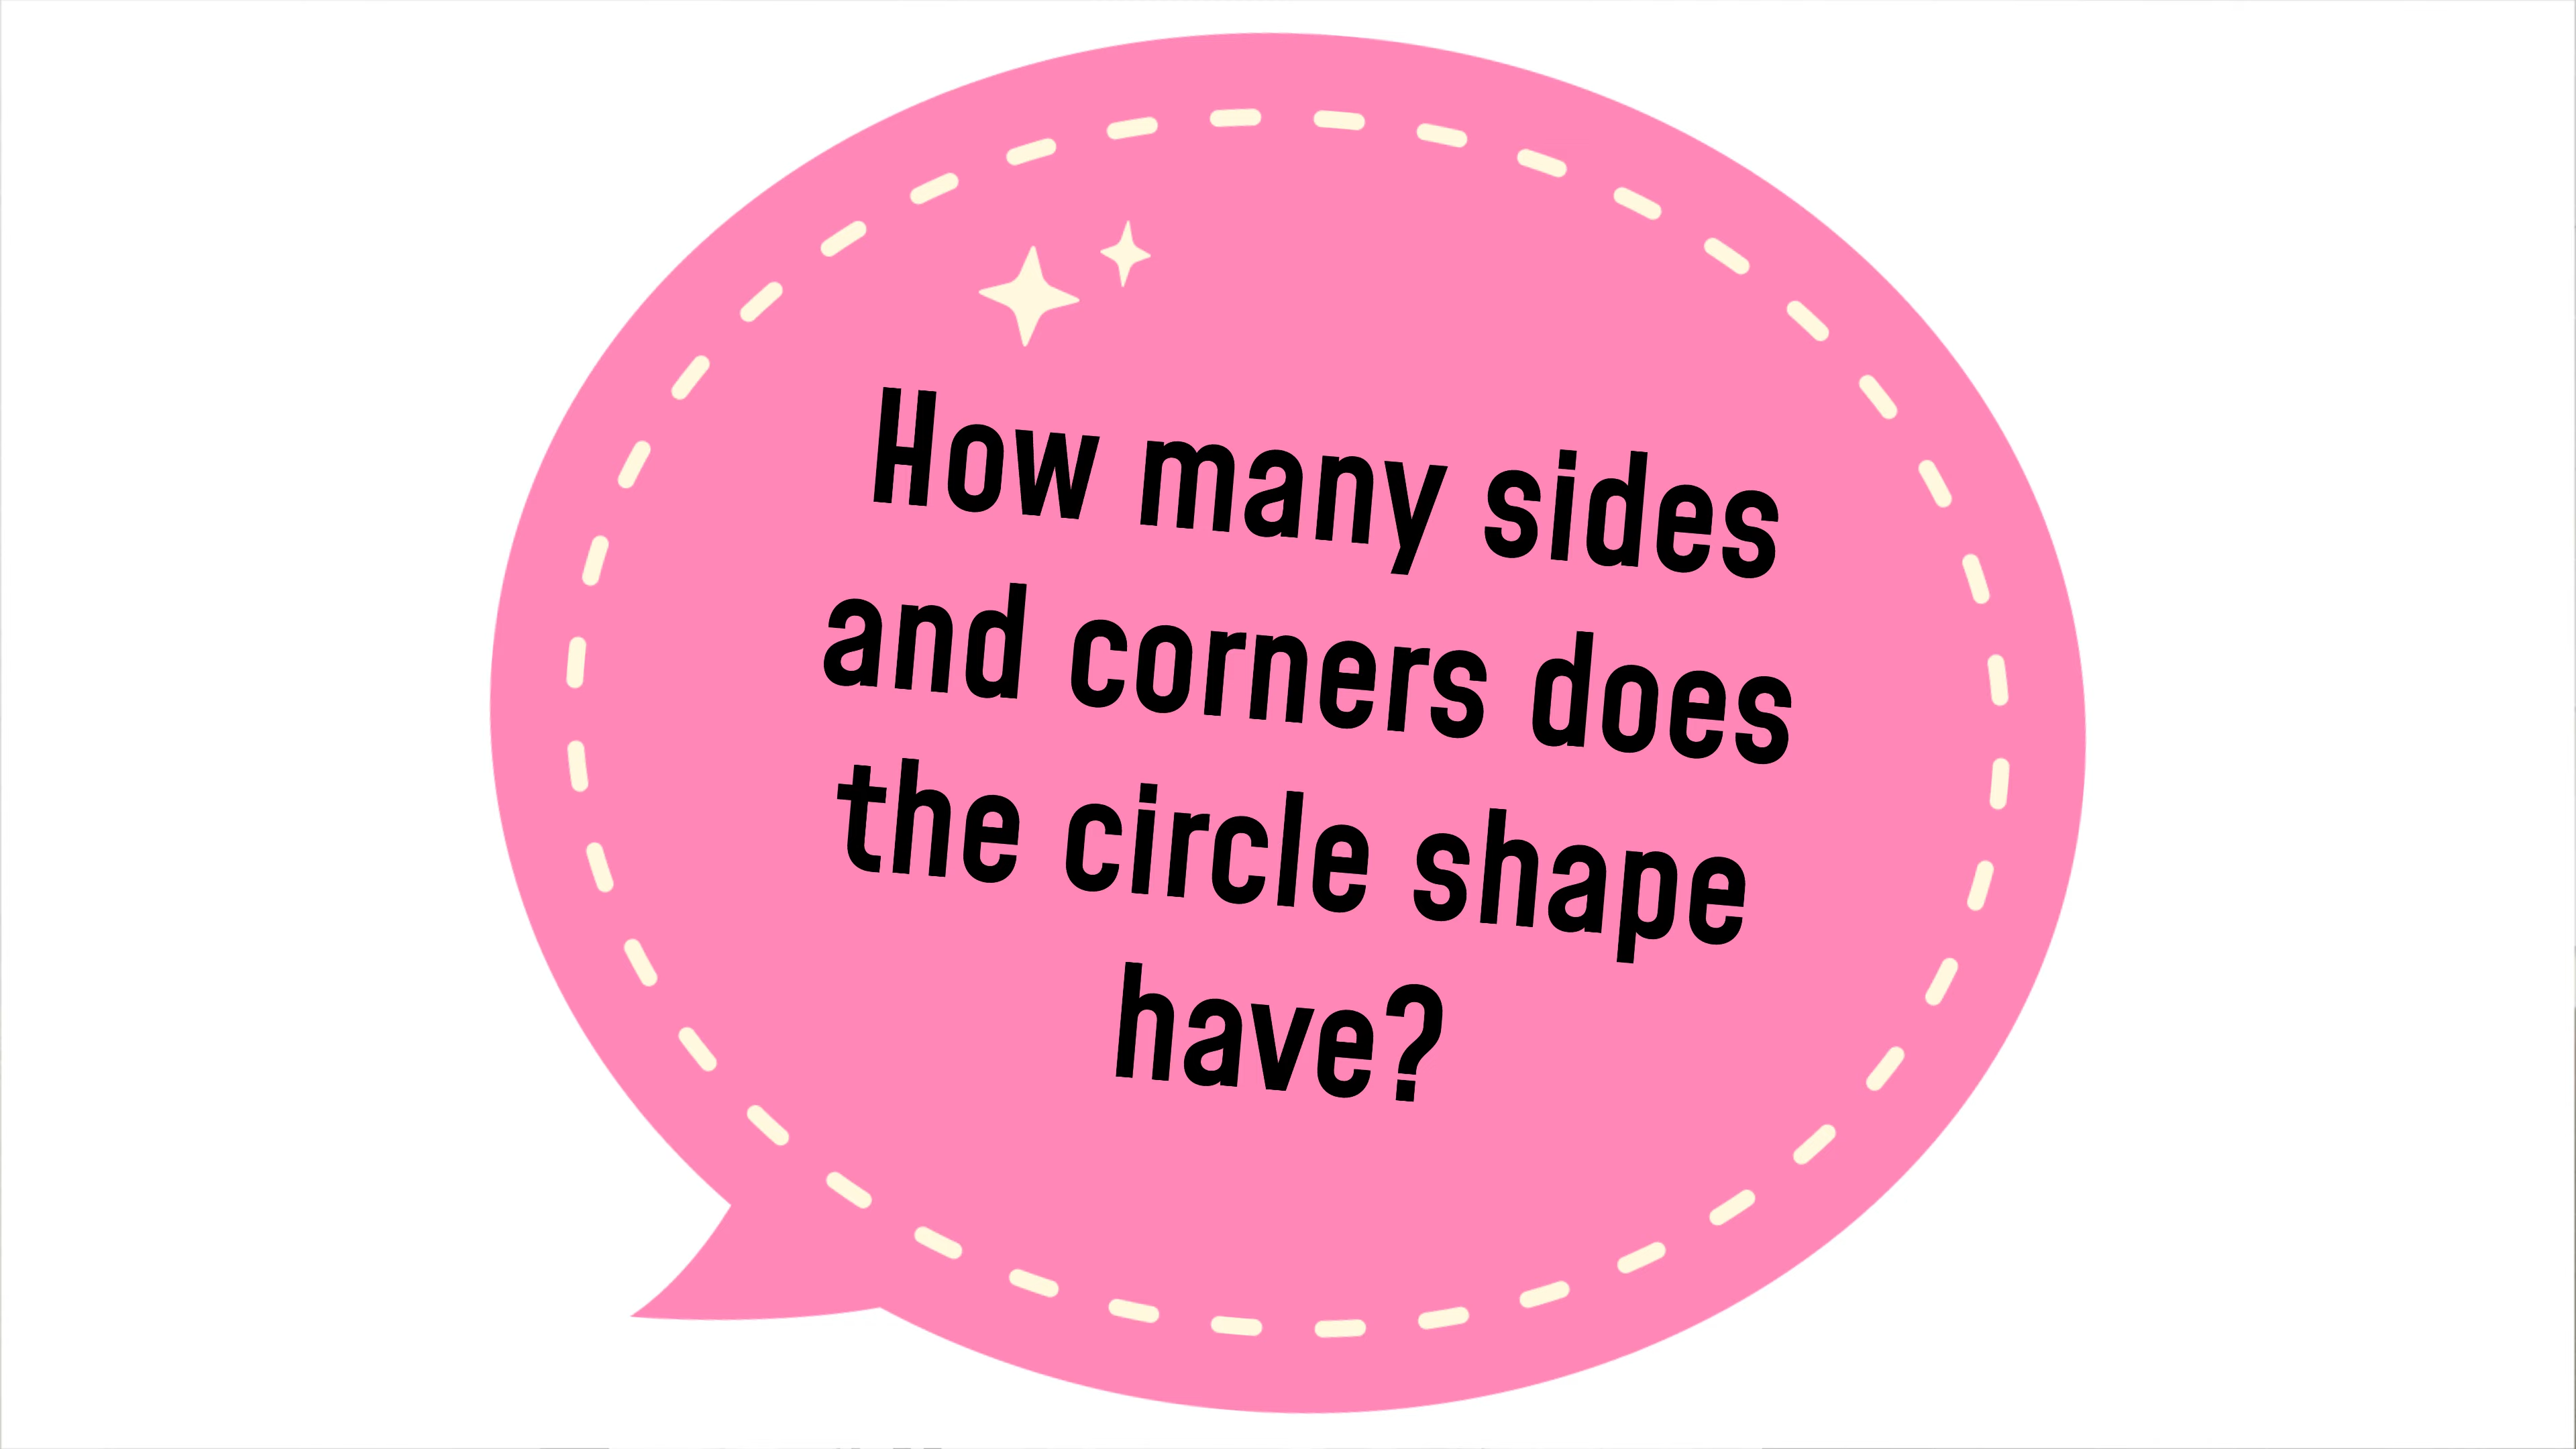 How many sides
and corners does
the circle shape
have?